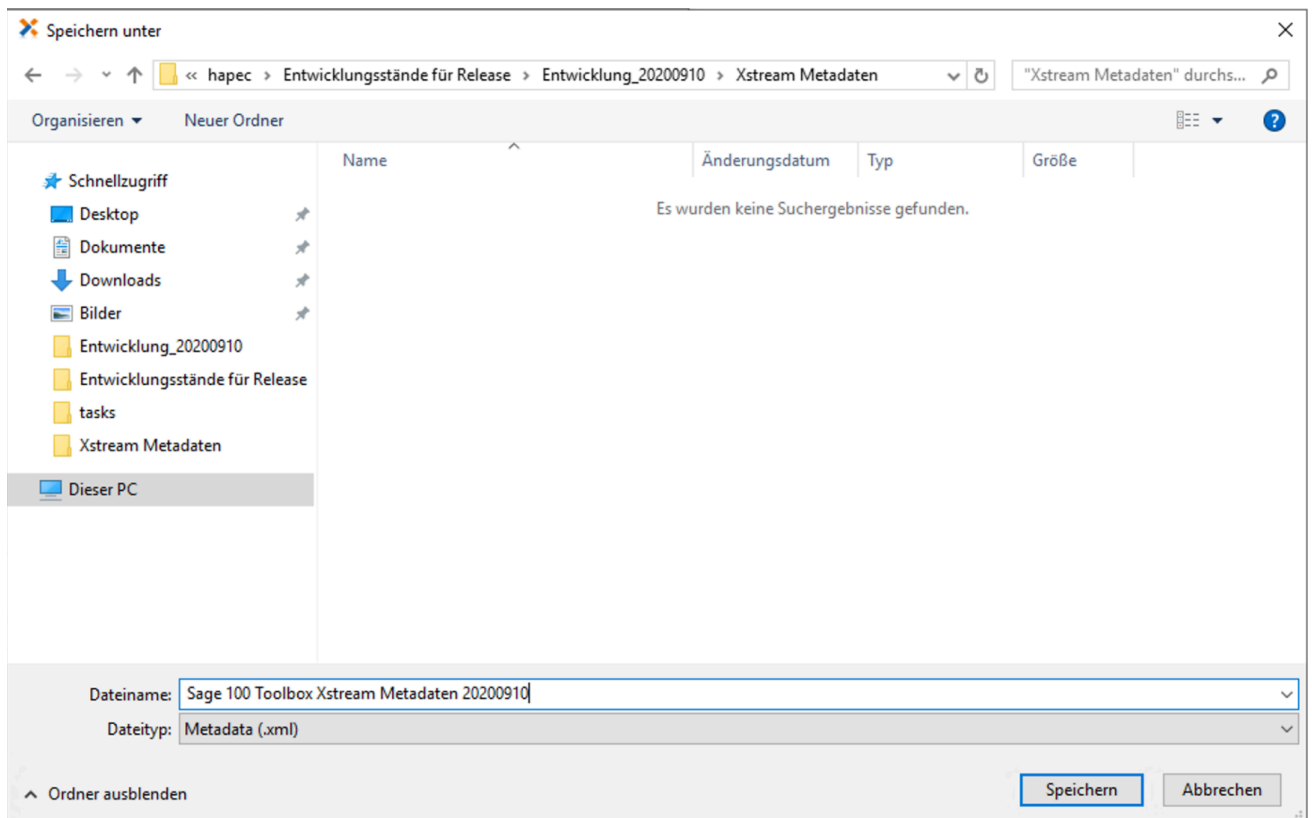 Speichern unter
« hapec > Entwicklungsstände für Release > Entwicklung_20200910 > Xstream Metadaten
"Xstream Metadaten" durchs...
Organisieren
Neuer Ordner
Name
Änderungsdatum
Typ
Größe
Es wurden keine Suchergebnisse gefunden.
Schnellzugriff
Desktop
Dokumente
Downloads
Bilder
Entwicklung_20200910
Entwicklungsstände für Release
tasks
Xstream Metadaten
Dieser PC
Dateiname: Sage 100 Toolbox Xstream Metadaten 20200910
Dateityp: Metadata (.xml)
Ordner ausblenden
Speichern
Abbrechen